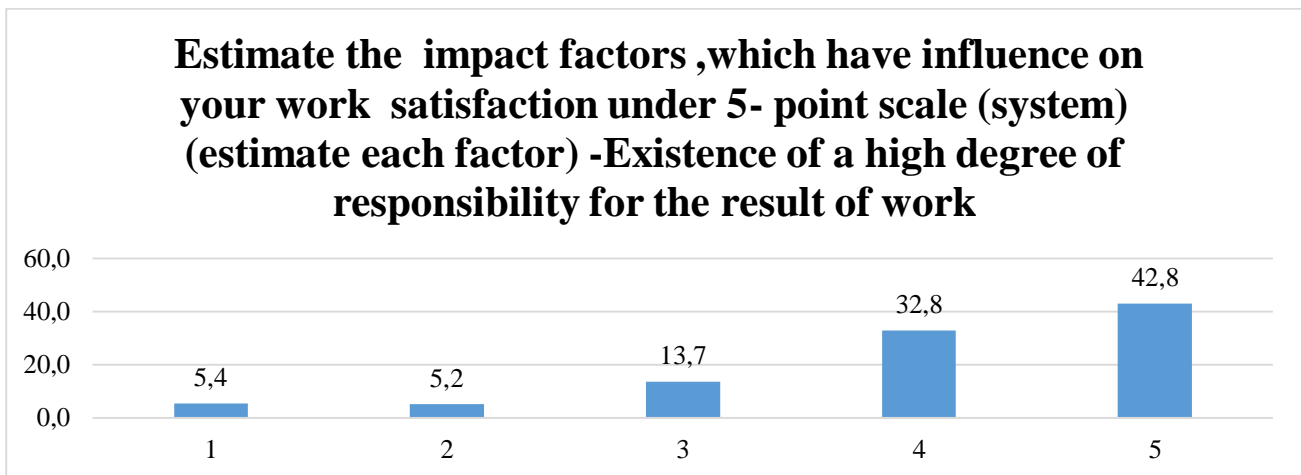 Estimate the  impact factors ,which have influence on
your work  satisfaction under 5- point scale (system)
(estimate each factor) -Existence of a high degree of
responsibility for the result of work
60,0
40,0
20,0
0,0
5,4
5,2
13,7
32,8
42,8
1 2 3 4 5